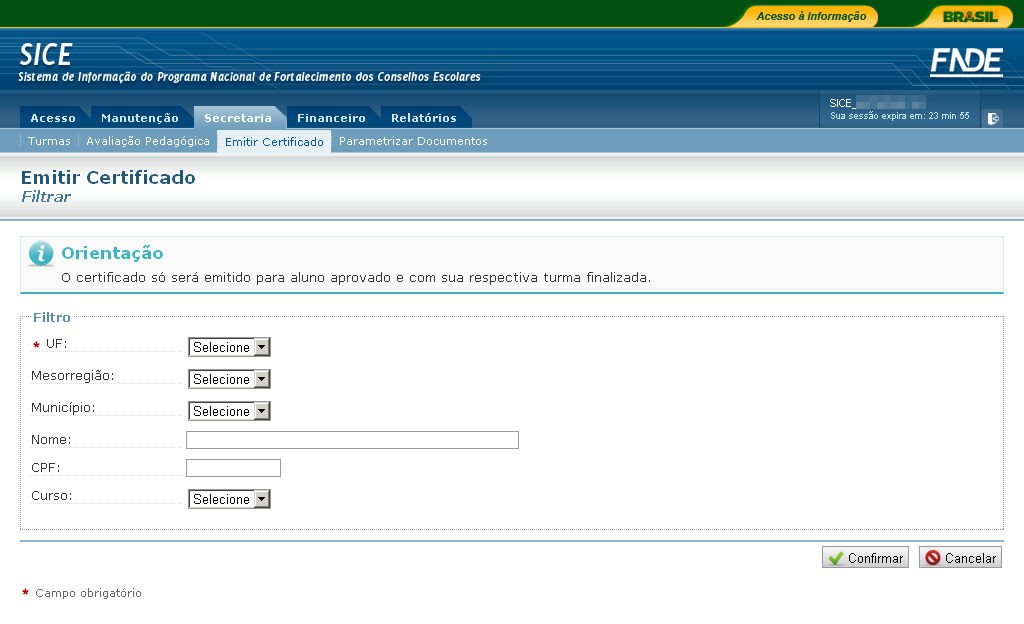 Acesso à Informação
BRASIL
SICE
Sistema de Informação do Programa Nacional de Fortalecimento dos Conselhos Escolares
FNDE
Acesso
Manutenção
Secretaria
Financeiro
Relatórios
SICE_
Sua sessão expira em: 23 min 55
Turmas
Avaliação Pedagógica
Emitir Certificado
Parametrizar Documentos
Emitir Certificado
Filtrar
Orientação
O certificado só será emitido para aluno aprovado e com sua respectiva turma finalizada.
Filtro
* UF: Selecione
Mesorregião: Selecione
Município: Selecione
Nome:
CPF:
Curso: Selecione
Confirmar
Cancelar
* Campo obrigatório